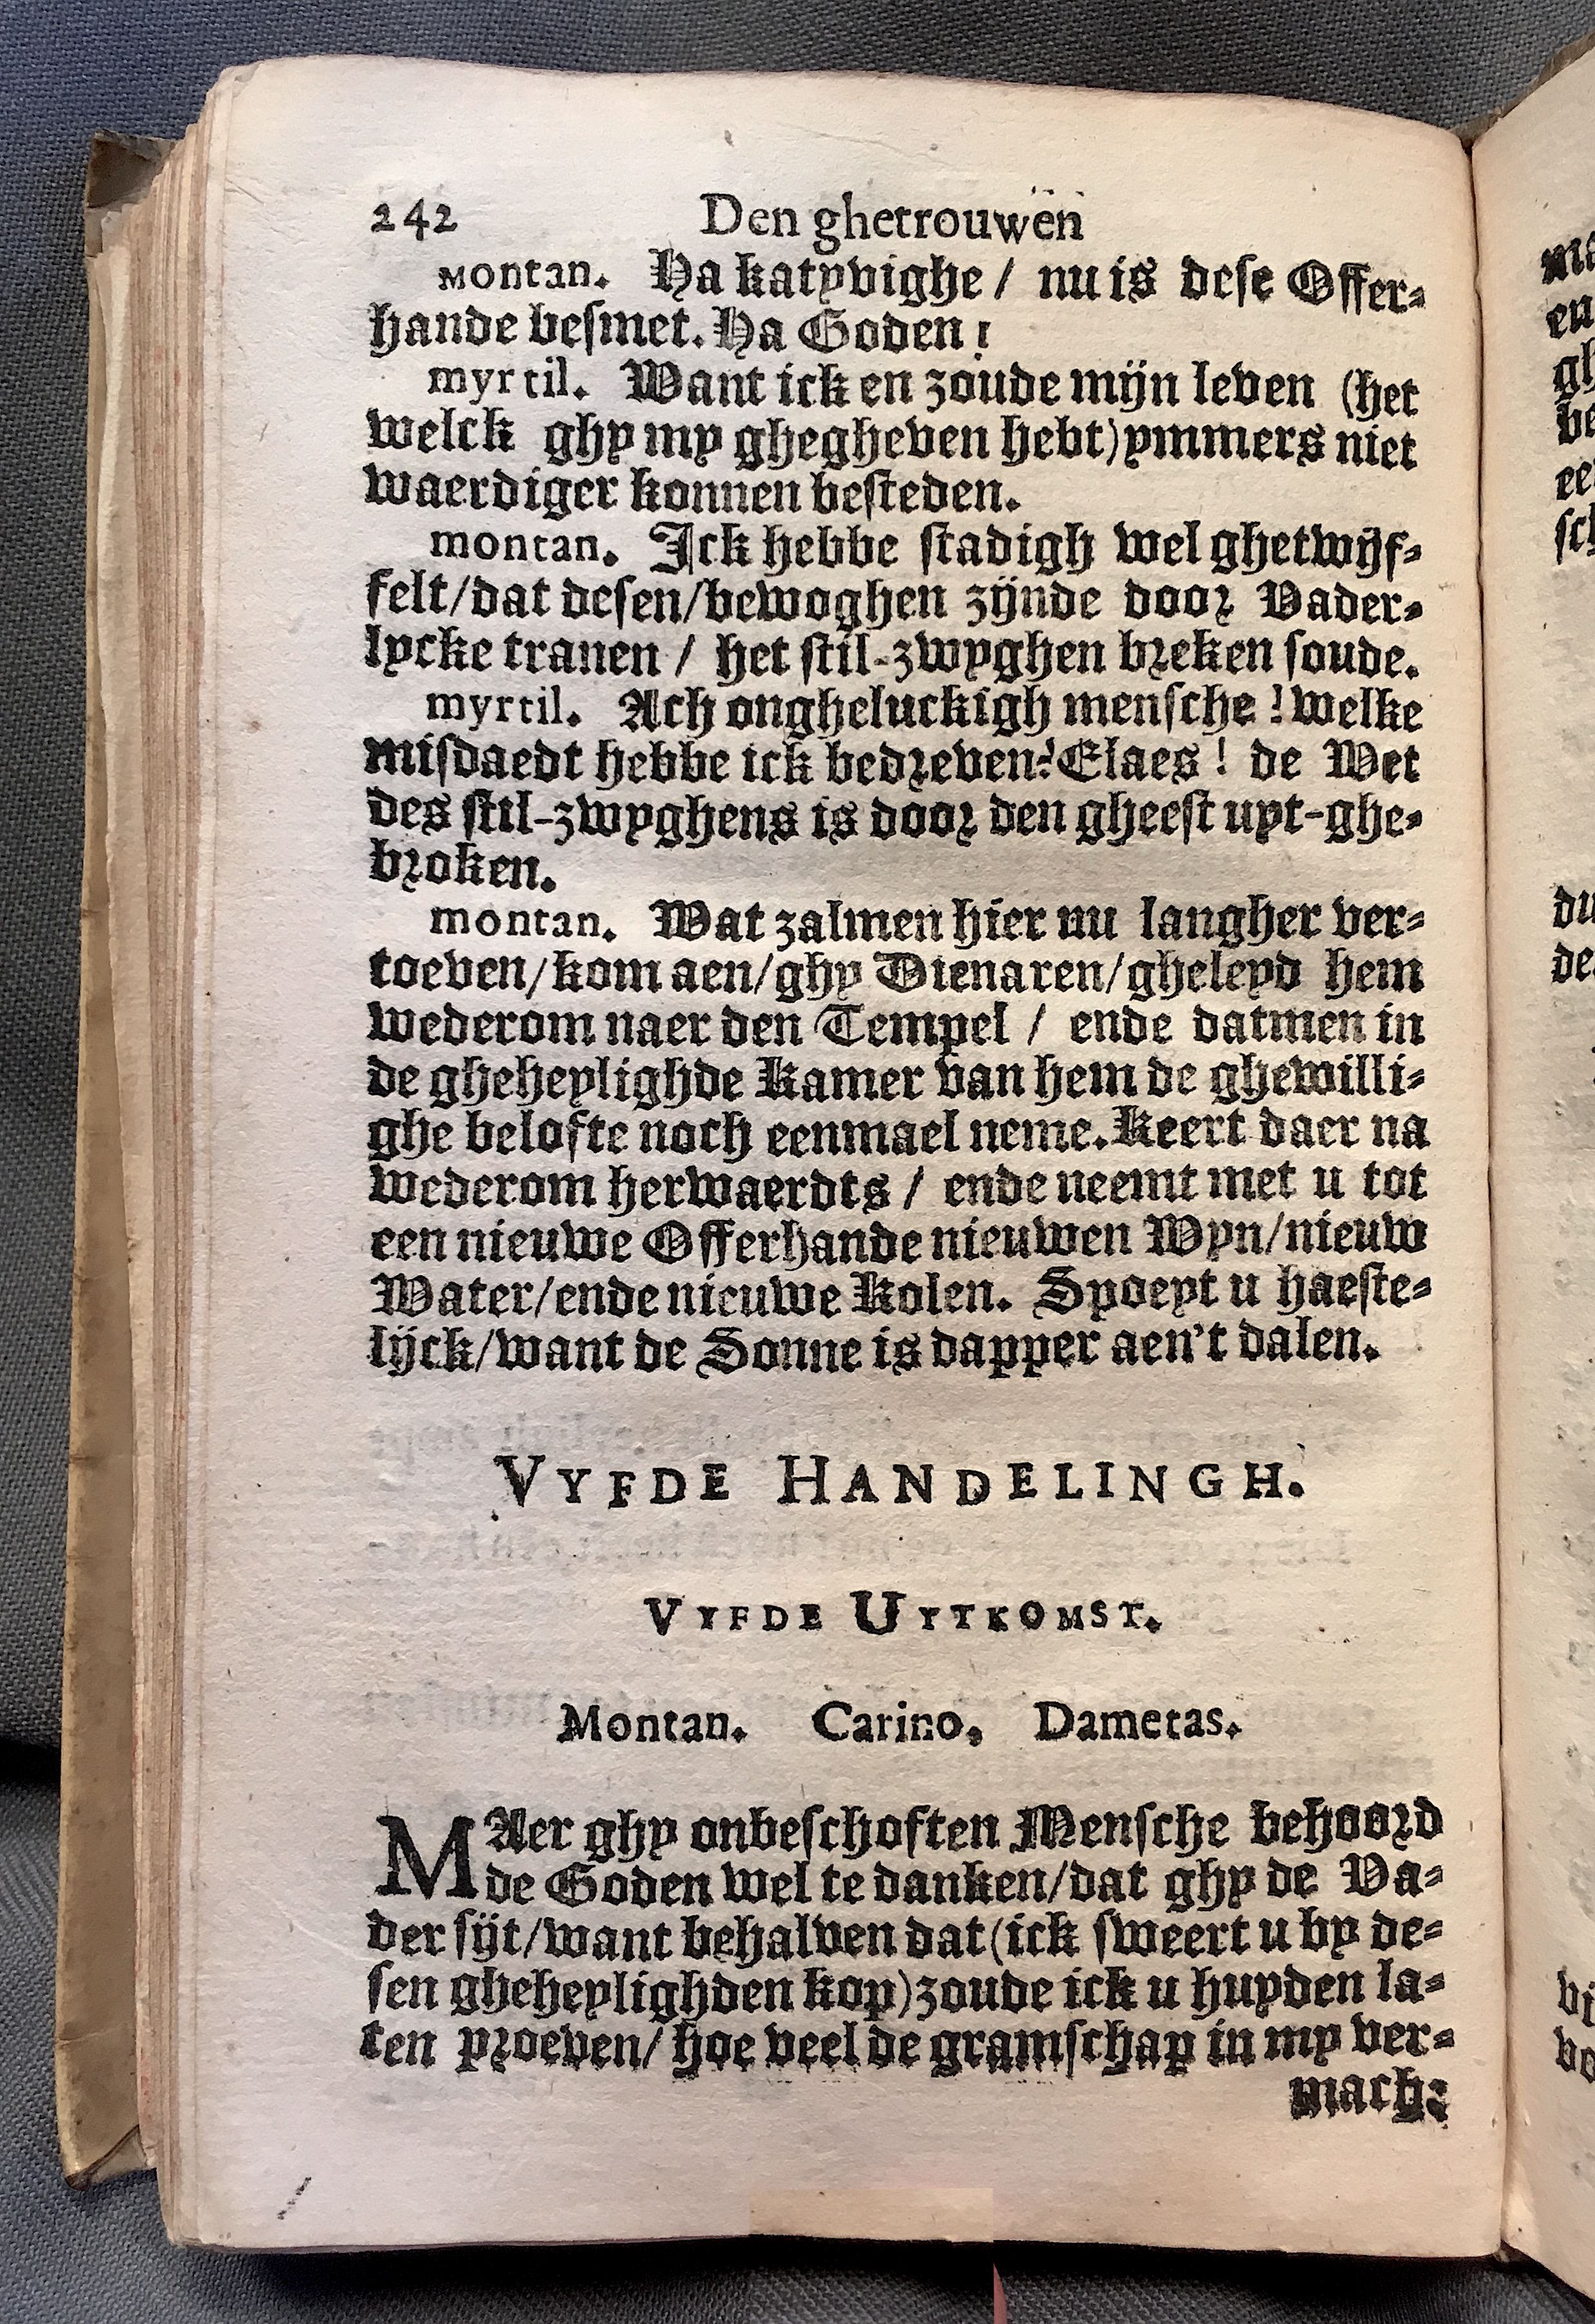 242 Den ghetrouwen
Montan. Ha katyvighe / nu is dese Offer-
hande besmet. Ha Goden!
myrtil. Want ick en zoude mijn leven (het
welck ghy my ghegheven hebt) ymmers niet
waerdiger konnen besteden.
montan. Ick hebbe stadigh wel ghetwijf-
felt/dat desen/bewoghen zijnde door Vader-
lycke tranen / het stil-zwyghen breken soude.
myrtil. Ach ongheluckigh mensche! welke
misdaedt hebbe ick bedreven? Elaes! de Wet
des stil-zwyghens is door den gheest uyt-ghe-
broken.
montan. Wat zalmen hier nu langher ver-
toeven/kom aen/ghy Dienaren/gheleyd hem
wederom naer den Tempel / ende datmen in
de gheheylighde Kamer van hem de ghewilli-
ghe belofte noch eenmael neme. Keert daer na
wederom herwaerdts / ende neemt met u tot
een nieuwe Offerhande nieuwen Wyn/nieuw
Water/ende nieuwe Kolen. Spoeyt u haeste-
lijck/want de Sonne is dapper aen't dalen.
VYFDE HANDELINGH.
VYFDE UYTKOMST.
Montan. Carino, Dametas.
MAer ghy onbeschoften Mensche behoord
de Goden wel te danken/dat ghy de Va-
der sijt/want behalven dat (ick sweert u by de-
sen gheheylighden kop) zoude ick u huyden la-
ten proeven/ hoe veel de gramschap in my ver-
mach: